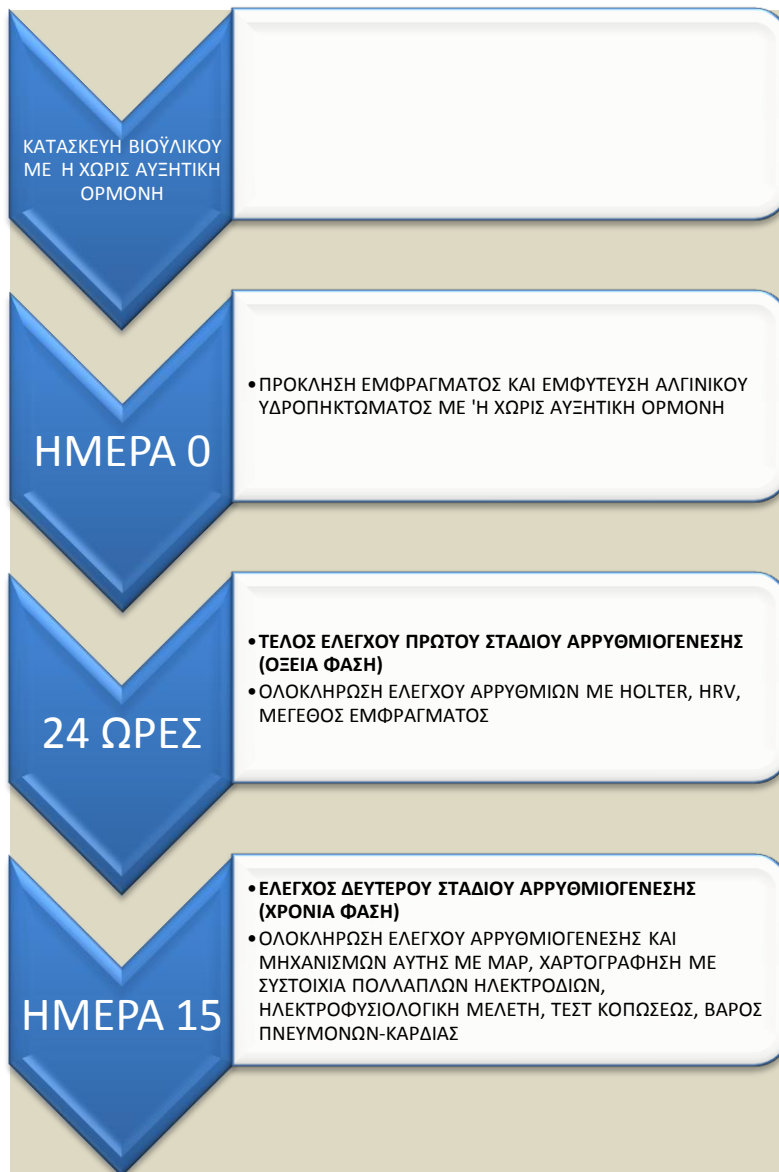 ΚΑΤΑΣΚΕΥΗ ΒΙΟΫΛΙΚΟΥ
ΜΕ Η ΧΩΡΙΣ ΑΥΞΗΤΙΚΗ
ΟΡΜΟΝΗ
ΗΜΕΡΑ 0
•ΠΡΟΚΛΗΣΗ ΕΜΦΡΑΓΜΑΤΟΣ ΚΑΙ ΕΜΦΥΤΕΥΣΗ ΑΛΓΙΝΙΚΟΥ
ΥΔΡΟΠΗΚΤΩΜΑΤΟΣ ΜΕ 'Η ΧΩΡΙΣ ΑΥΞΗΤΙΚΗ ΟΡΜΟΝΗ
24 ΩΡΕΣ
•ΤΕΛΟΣ ΕΛΕΓΧΟΥ ΠΡΩΤΟΥ ΣΤΑΔΙΟΥ ΑΡΡΥΘΜΙΟΓΕΝΕΣΗΣ
(ΟΞΕΙΑ ΦΑΣΗ)
•ΟΛΟΚΛΗΡΩΣΗ ΕΛΕΓΧΟΥ ΑΡΡΥΘΜΙΩΝ ΜΕ HOLTER, HRV,
ΜΕΓΕΘΟΣ ΕΜΦΡΑΓΜΑΤΟΣ
ΗΜΕΡΑ 15
•ΕΛΕΓΧΟΣ ΔΕΥΤΕΡΟΥ ΣΤΑΔΙΟΥ ΑΡΡΥΘΜΙΟΓΕΝΕΣΗΣ
(ΧΡΟΝΙΑ ΦΑΣΗ)
•ΟΛΟΚΛΗΡΩΣΗ ΕΛΕΓΧΟΥ ΑΡΡΥΘΜΙΟΓΕΝΕΣΗΣ ΚΑΙ
ΜΗΧΑΝΙΣΜΩΝ ΑΥΤΗΣ ΜΕ MAP, ΧΑΡΤΟΓΡΑΦΗΣΗ ΜΕ
ΣΥΣΤΟΙΧΙΑ ΠΟΛΛΑΠΛΩΝ ΗΛΕΚΤΡΟΔΙΩΝ,
ΗΛΕΚΤΡΟΦΥΣΙΟΛΟΓΙΚΗ ΜΕΛΕΤΗ, ΤΕΣΤ ΚΟΠΩΣΕΩΣ, ΒΑΡΟΣ
ΠΝΕΥΜΟΝΩΝ-ΚΑΡΔΙΑΣ